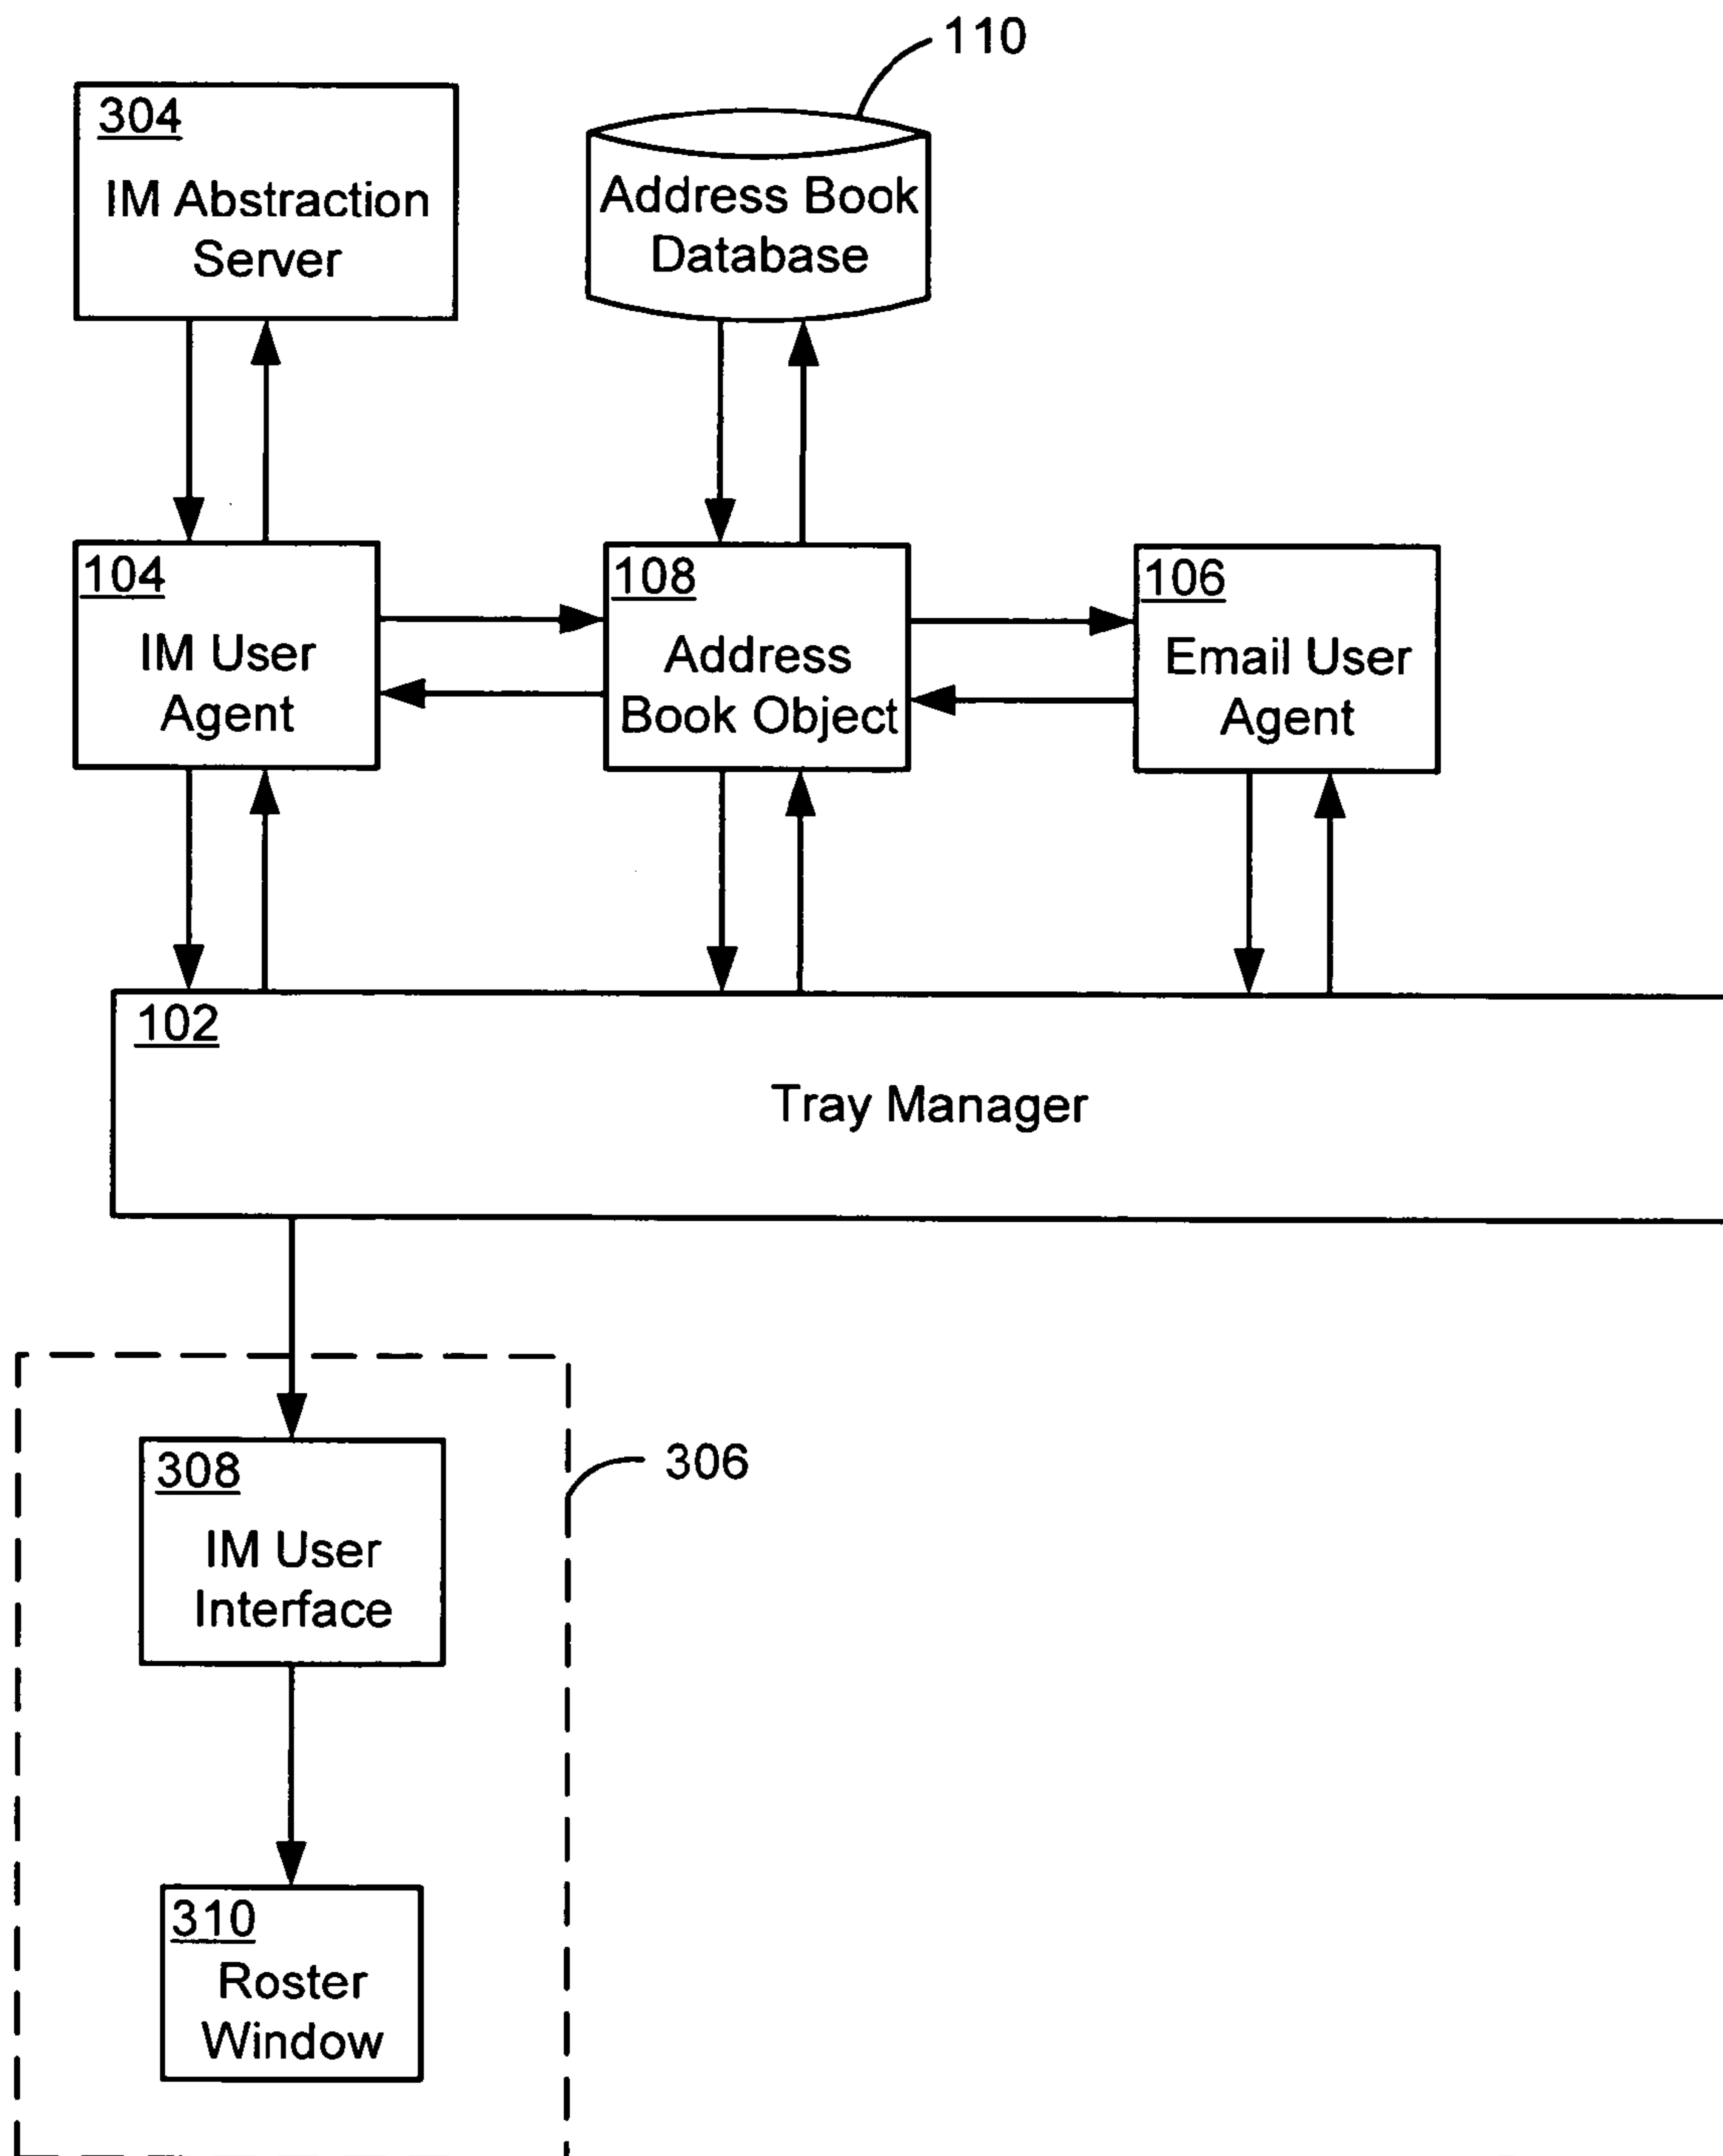 110
304
IM Abstraction
Server
Address Book
Database
104
IM User
Agent
108
Address
Book Object
106
Email User
Agent
102
Tray Manager
308
IM User
Interface
306
310
Roster
Window